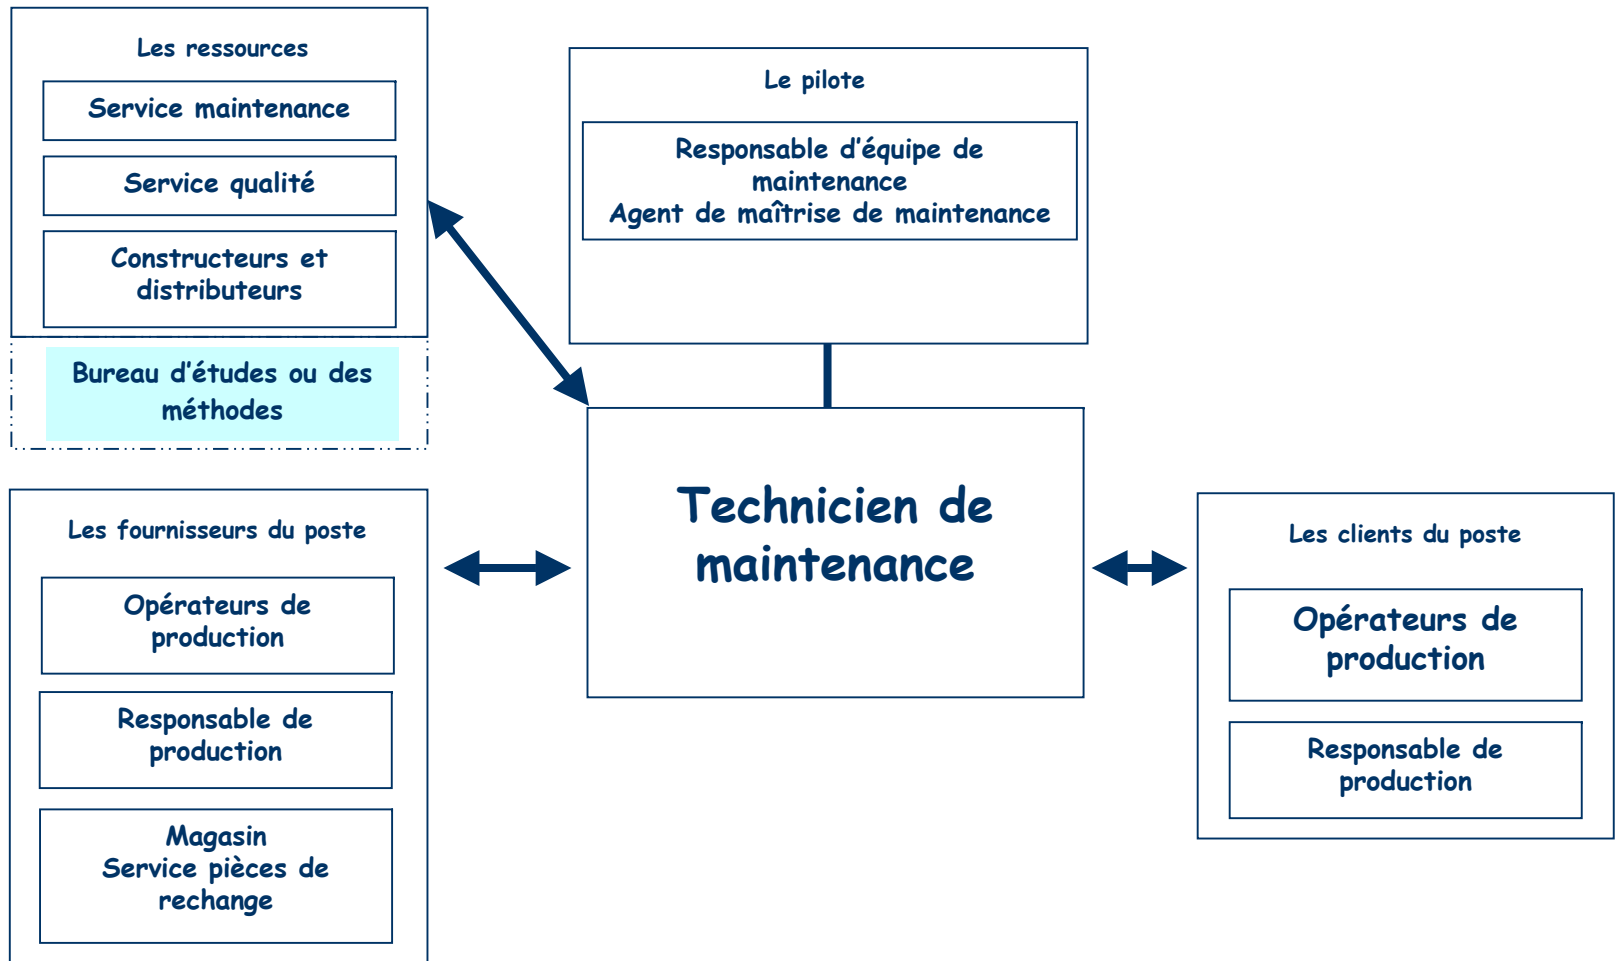 Les ressources
Service maintenance
Service qualité
Constructeurs et
distributeurs
Bureau d'études ou des
méthodes
Le pilote
Responsable d'équipe de
maintenance
Agent de maîtrise de maintenance
Technicien de
maintenance
Les fournisseurs du poste
Opérateurs de
production
Responsable de
production
Magasin
Service pièces de
rechange
Les clients du poste
Opérateurs de
production
Responsable de
production